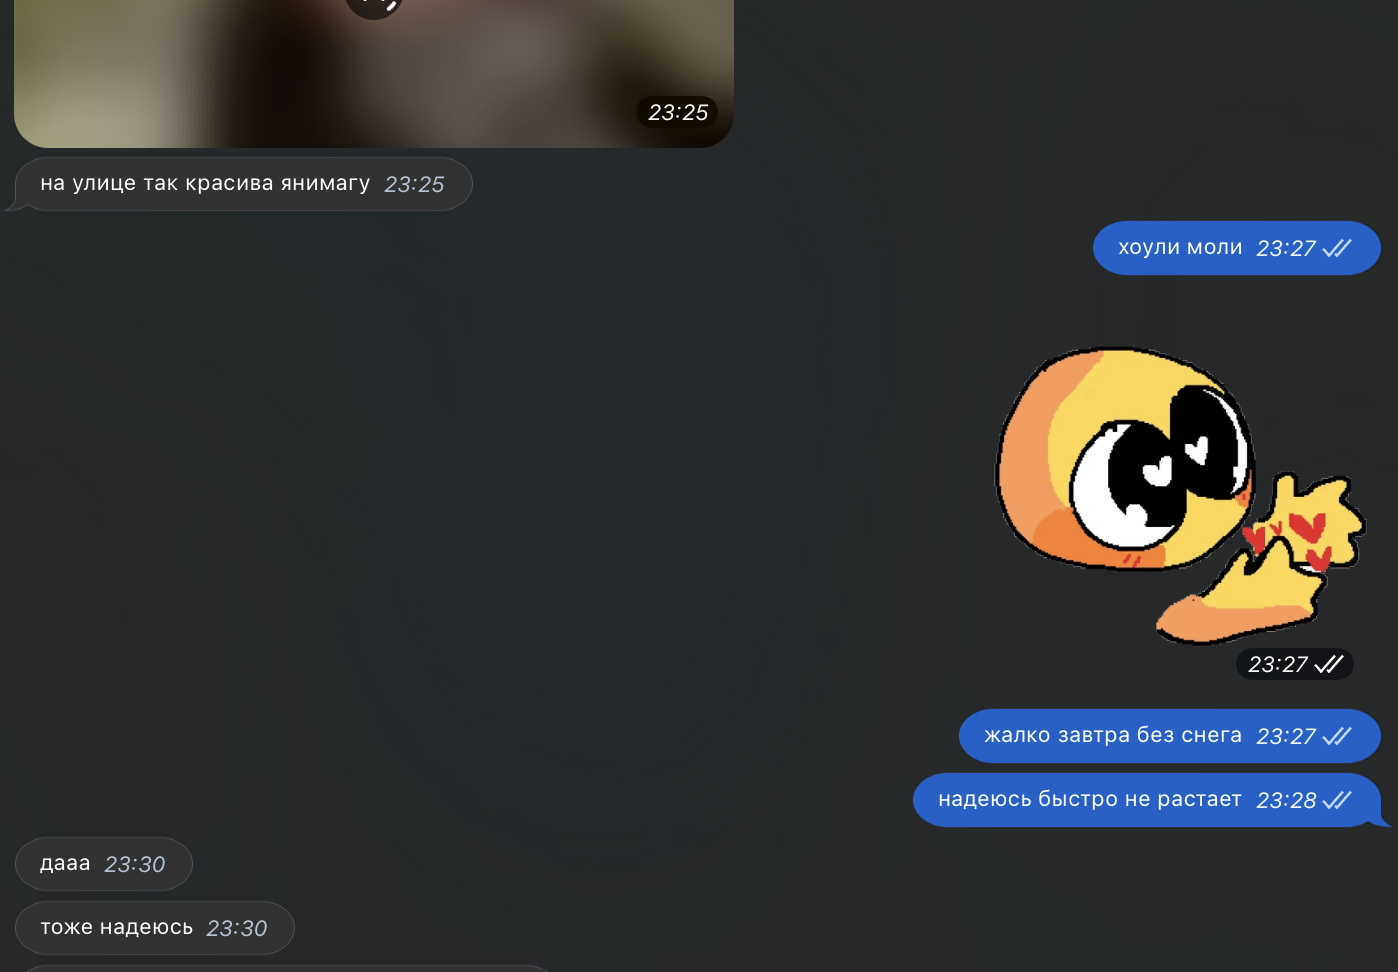 23:25
на улице так красива янимагу 23:25
хоули моли 23:27
23:27
жалко завтра без снега 23:27
надеюсь быстро не растает 23:28
дааа 23:30
тоже надеюсь 23:30